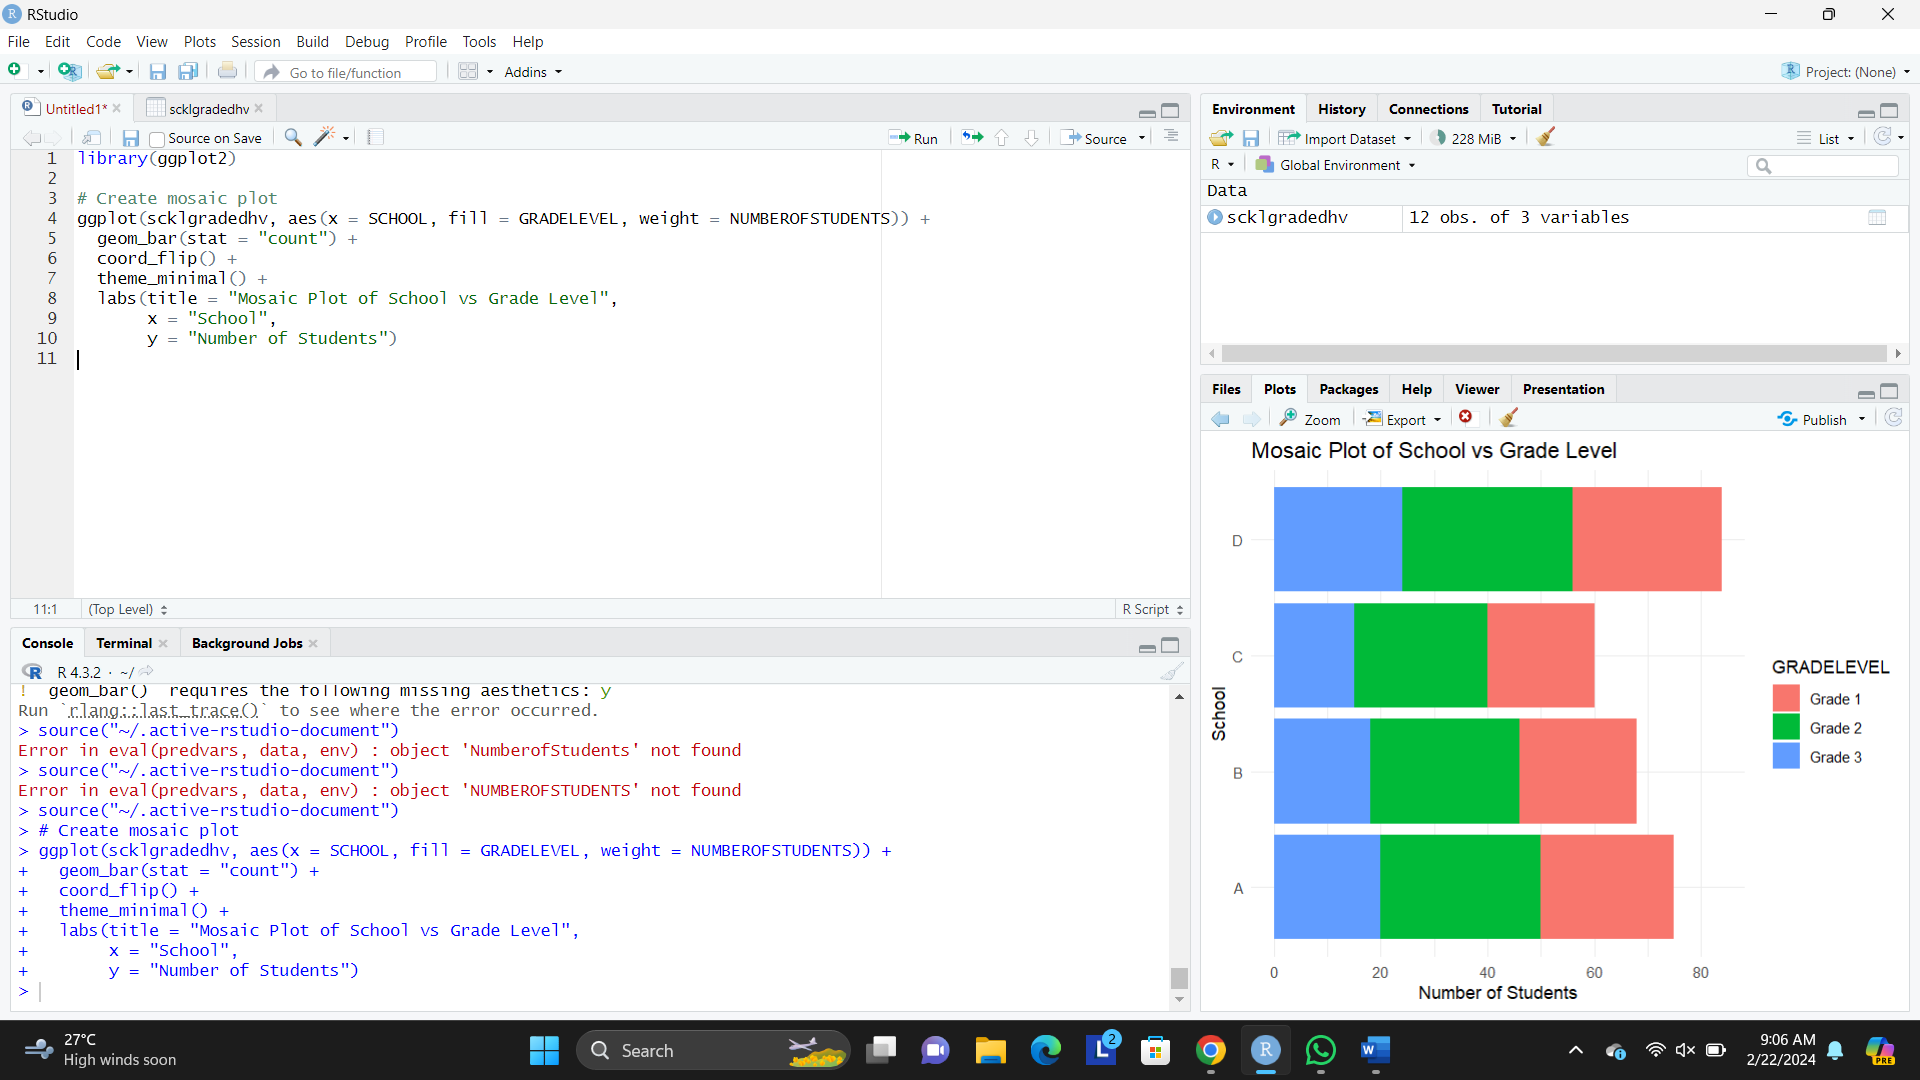 RStudio
File Edit Code View Plots Session Build Debug Profile Tools Help
Go to file/function Addins Project: (None)
Untitled1* scklgradedhv
Source on Save Run Source
1 library(ggplot2)
2
3 # Create mosaic plot
4 ggplot(scklgradedhv, aes(x = SCHOOL, fill = GRADELEVEL, weight = NUMBEROFSTUDENTS)) +
5 geom_bar(stat = "count") +
6 coord_flip() +
7 theme_minimal() +
8 labs(title = "Mosaic Plot of School vs Grade Level",
9 x = "School",
10 y = "Number of Students")
11
11:1 (Top Level) R Script
Console Terminal Background Jobs
R 4.3.2 · ~/
! `geom_bar()` requires the following missing aesthetics: y
Run `rlang::last_trace()` to see where the error occurred.
> source("~/.active-rstudio-document")
Error in eval(predvars, data, env) : object 'NumberofStudents' not found
> source("~/.active-rstudio-document")
Error in eval(predvars, data, env) : object 'NUMBEROFSTUDENTS' not found
> source("~/.active-rstudio-document")
> # Create mosaic plot
> ggplot(scklgradedhv, aes(x = SCHOOL, fill = GRADELEVEL, weight = NUMBEROFSTUDENTS)) +
+ geom_bar(stat = "count") +
+ coord_flip() +
+ theme_minimal() +
+ labs(title = "Mosaic Plot of School vs Grade Level",
+ x = "School",
+ y = "Number of Students")
>
Environment History Connections Tutorial
Import Dataset 228 MiB List
R Global Environment
Data
scklgradedhv 12 obs. of 3 variables
Files Plots Packages Help Viewer Presentation
Zoom Export Publish
Mosaic Plot of School vs Grade Level
D
C
B
A
School
0 20 40 60 80
Number of Students
GRADELEVEL
Grade 1
Grade 2
Grade 3
27°C
High winds soon
Search
2
9:06 AM
2/22/2024
PRE